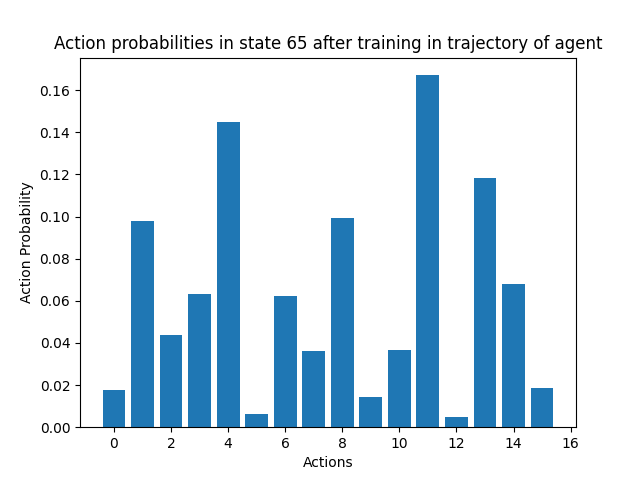 Action probabilities in state 65 after training in trajectory of agent
0.16
0.14
0.12
0.10
0.08
0.06
0.04
0.02
0.00
Action Probability
0 2 4 6 8 10 12 14 16
Actions